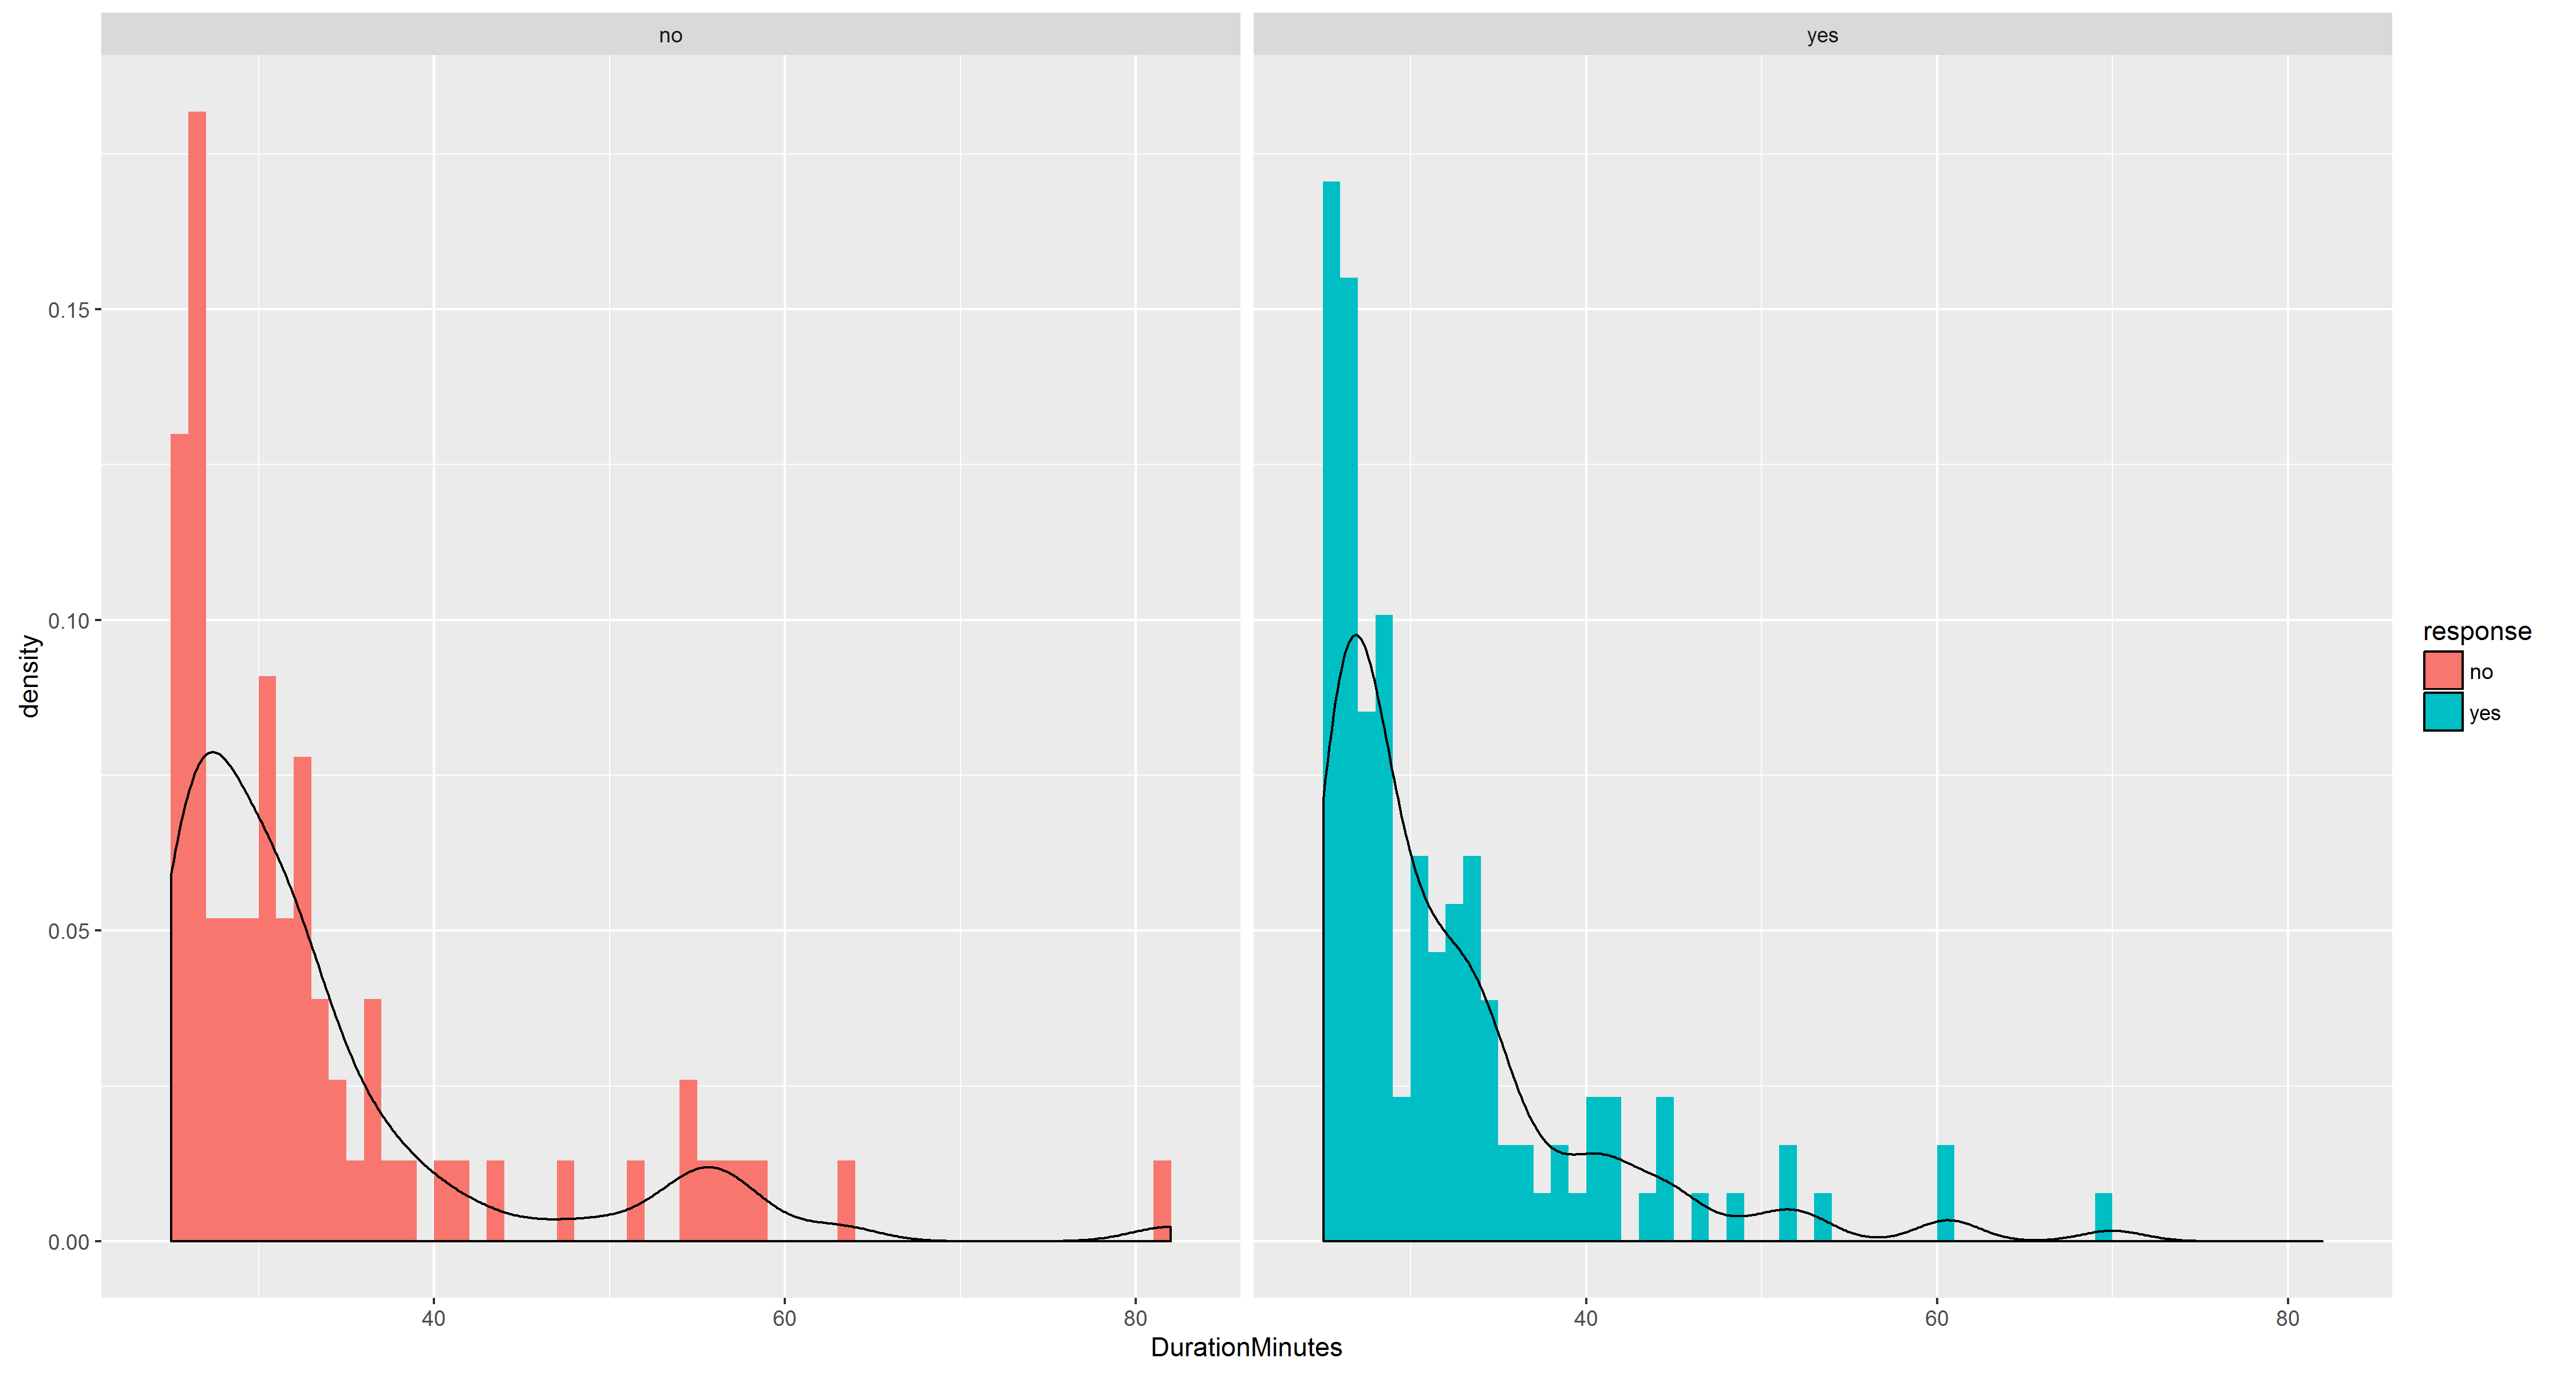 no
yes
0.15
0.10
0.05
0.00
density
40
60
80
40
60
80
DurationMinutes
response
no
yes